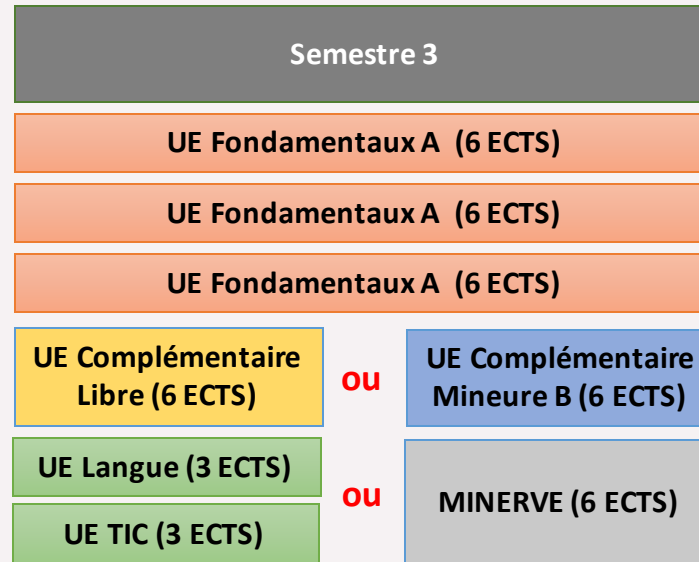 Semestre 3
UE Fondamentaux A (6 ECTS)
UE Fondamentaux A (6 ECTS)
UE Fondamentaux A (6 ECTS)
UE Complémentaire
Libre (6 ECTS)
ou
UE Complémentaire
Mineure B (6 ECTS)
UE Langue (3 ECTS)
UE TIC (3 ECTS)
ou
MINERVE (6 ECTS)